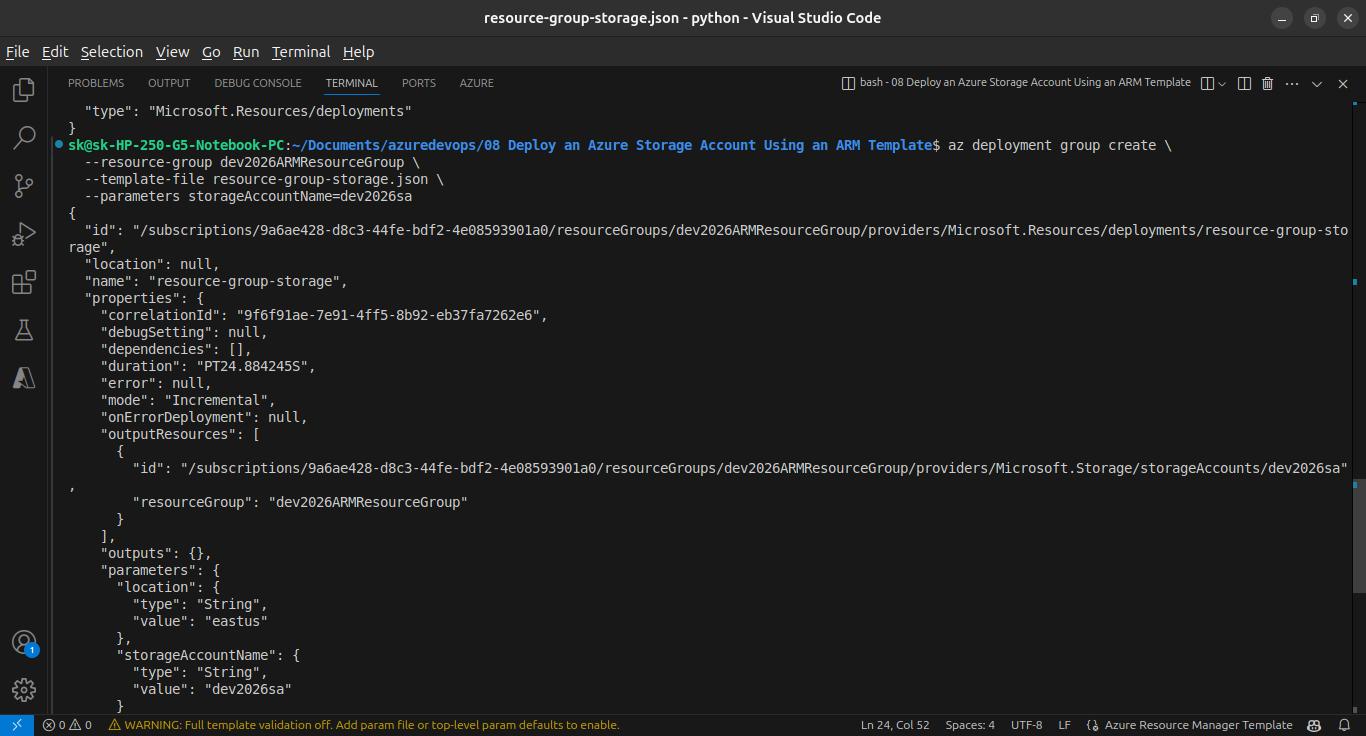 resource-group-storage.json - python - Visual Studio Code
File Edit Selection View Go Run Terminal Help
PROBLEMS OUTPUT DEBUG CONSOLE TERMINAL PORTS AZURE
bash - 08 Deploy an Azure Storage Account Using an ARM Template
"type": "Microsoft.Resources/deployments"
}
sk@sk-HP-250-G5-Notebook-PC:~/Documents/azuredevops/08 Deploy an Azure Storage Account Using an ARM Template$ az deployment group create \
--resource-group dev2026ARMResourceGroup \
--template-file resource-group-storage.json \
--parameters storageAccountName=dev2026sa
{
"id": "/subscriptions/9a6ae428-d8c3-44fe-bdf2-4e08593901a0/resourceGroups/dev2026ARMResourceGroup/providers/Microsoft.Resources/deployments/resource-group-sto
rage",
"location": null,
"name": "resource-group-storage",
"properties": {
"correlationId": "9f6f91ae-7e91-4ff5-8b92-eb37fa7262e6",
"debugSetting": null,
"dependencies": [],
"duration": "PT24.884245S",
"error": null,
"mode": "Incremental",
"onErrorDeployment": null,
"outputResources": [
{
"id": "/subscriptions/9a6ae428-d8c3-44fe-bdf2-4e08593901a0/resourceGroups/dev2026ARMResourceGroup/providers/Microsoft.Storage/storageAccounts/dev2026sa"
,
"resourceGroup": "dev2026ARMResourceGroup"
}
],
"outputs": {},
"parameters": {
"location": {
"type": "String",
"value": "eastus"
},
"storageAccountName": {
"type": "String",
"value": "dev2026sa"
}
1
0 0 WARNING: Full template validation off. Add param file or top-level param defaults to enable. Ln 24, Col 52 Spaces: 4 UTF-8 LF Azure Resource Manager Template